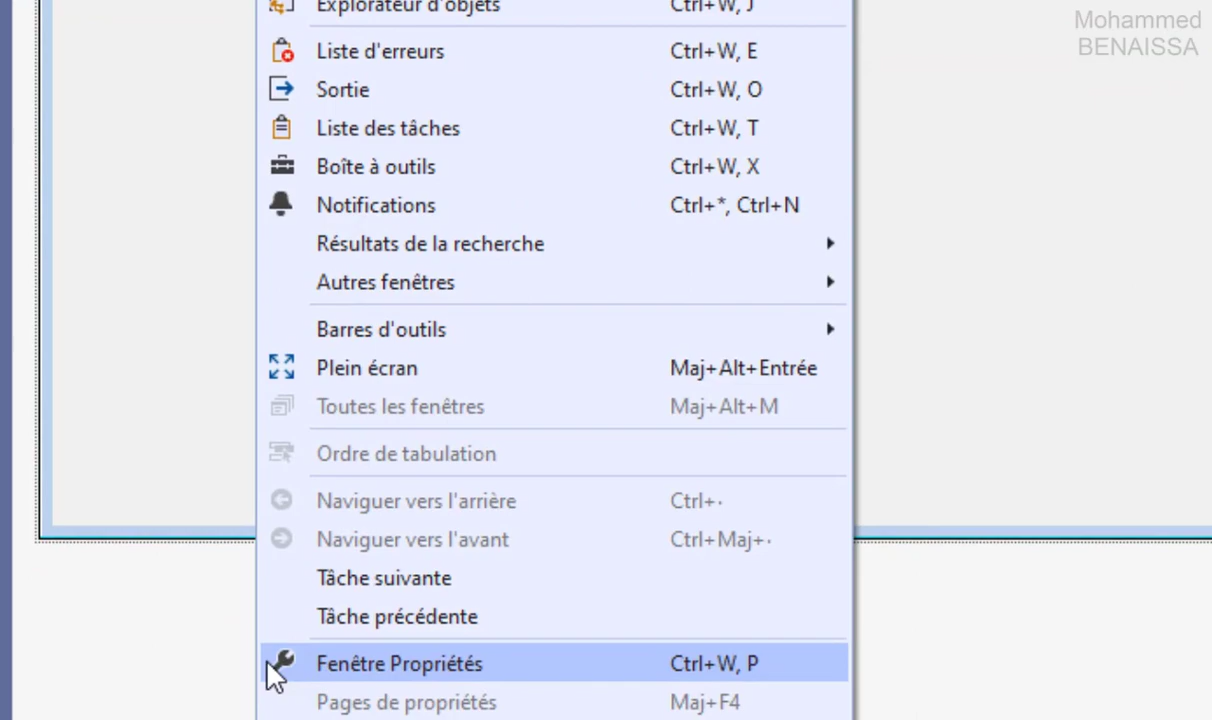 Mohammed
BENAISSA
Explorateur d'objets Ctrl+W, J
Liste d'erreurs Ctrl+W, E
Sortie Ctrl+W, O
Liste des tâches Ctrl+W, T
Boîte à outils Ctrl+W, X
Notifications Ctrl+*, Ctrl+N
Résultats de la recherche
Autres fenêtres
Barres d'outils
Plein écran Maj+Alt+Entrée
Toutes les fenêtres Maj+Alt+M
Ordre de tabulation
Naviguer vers l'arrière Ctrl+·
Naviguer vers l'avant Ctrl+Maj+·
Tâche suivante
Tâche précédente
Fenêtre Propriétés Ctrl+W, P
Pages de propriétés Maj+F4